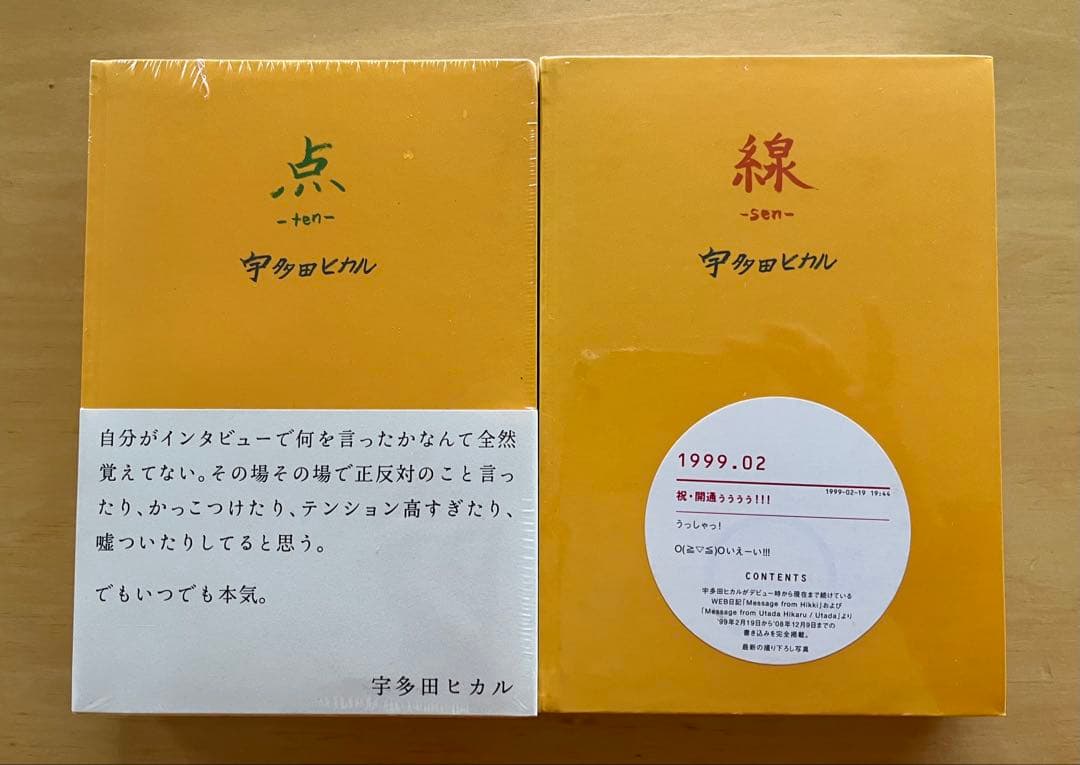 点
-ten-
宇多田ヒカル
自分がインタビューで何を言ったかなんて全然
覚えてない。その場その場で正反対のこと言っ
たり、かっこつけたり、テンション高すぎたり、
嘘ついたりしてると思う。
でもいつでも本気。
宇多田ヒカル
線
-sen-
宇多田ヒカル
1999.02
1999-02-19 19:44
祝・開通ぅぅぅぅ!!!
うっしゃっ!
O(≧▽≦)Oいえーい!!!
CONTENTS
宇多田ヒカルがデビュー時から現在まで続けている
WEB日記「Message from Hikki」および
「Message from Utada Hikaru / Utada」より
'99年2月19日から'08年12月9日までの
書き込みを完全掲載。
最新の撮り下ろし写真